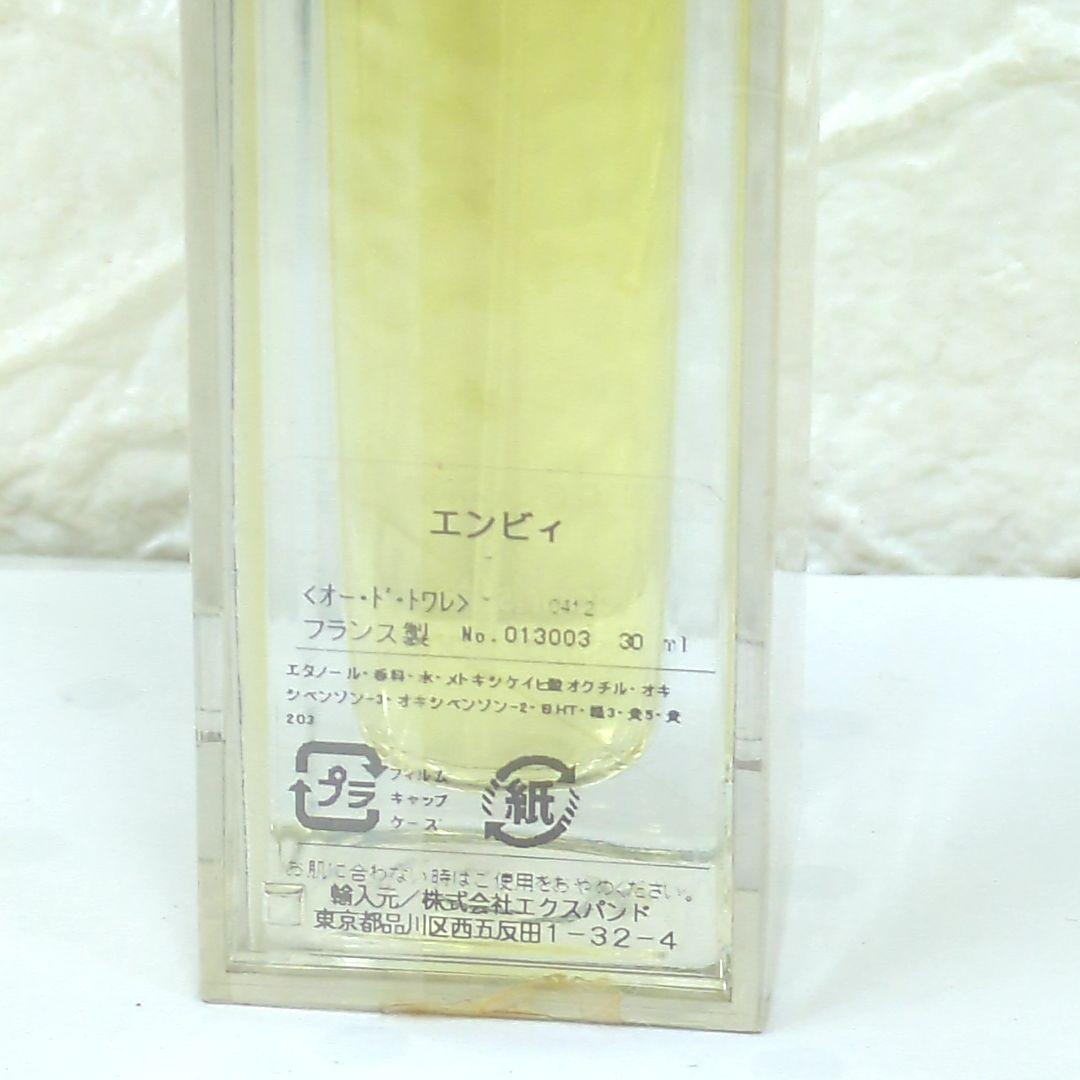 エンビィ
<オー・ド・トワレ> 0412
フランス製 No.013003 30 ml
エタノール・香料・水・メトキシケイヒ酸オクチル・オキ
シベンゾン-3・オキシベンゾン-2・BHT・緑3・黄5・黄
203
プラ
フィルム
キャップ
ケース
紙
お肌に合わない時はご使用をおやめください。
輸入元/株式会社エクスパンド
東京都品川区西五反田1-32-4